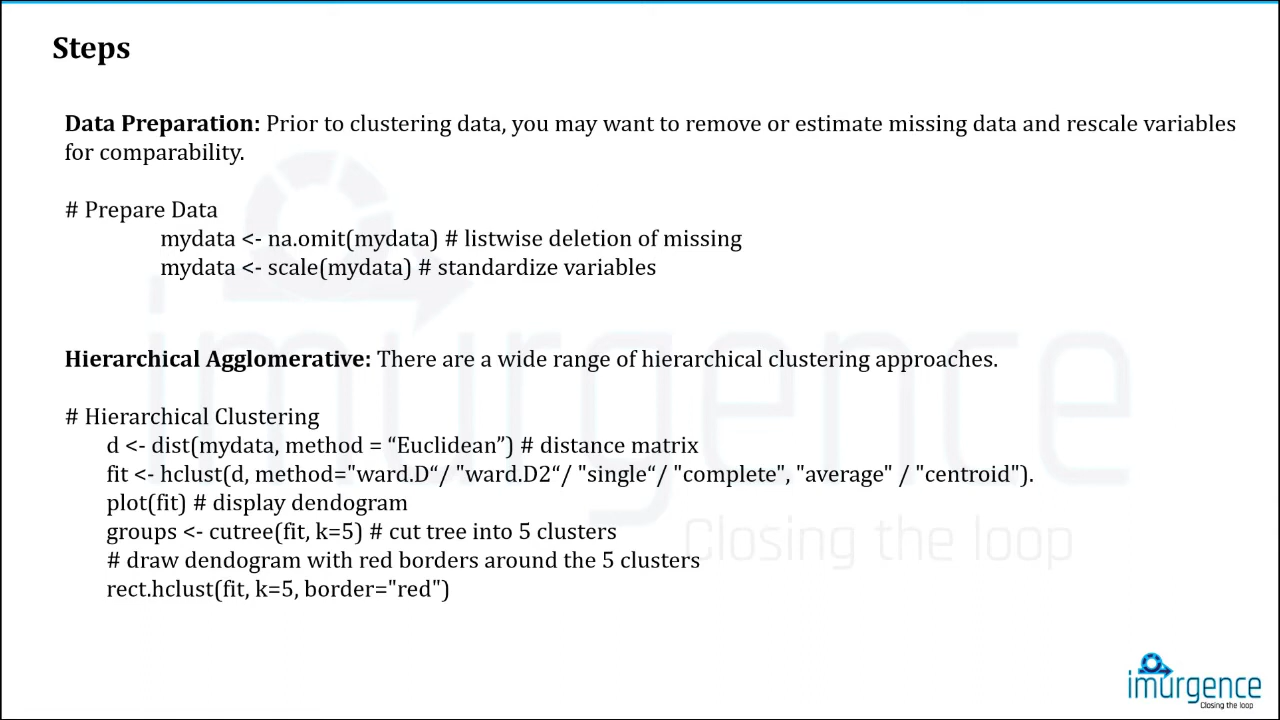 Steps
Data Preparation: Prior to clustering data, you may want to remove or estimate missing data and rescale variables
for comparability.
# Prepare Data
mydata <- na.omit(mydata) # listwise deletion of missing
mydata <- scale(mydata) # standardize variables
Hierarchical Agglomerative: There are a wide range of hierarchical clustering approaches.
# Hierarchical Clustering
d <- dist(mydata, method = “Euclidean”) # distance matrix
fit <- hclust(d, method="ward.D“/ "ward.D2“/ "single“/ "complete", "average" / "centroid").
plot(fit) # display dendogram
groups <- cutree(fit, k=5) # cut tree into 5 clusters
# draw dendogram with red borders around the 5 clusters
rect.hclust(fit, k=5, border="red")
imurgence
Closing the loop
imurgence
Closing the loop